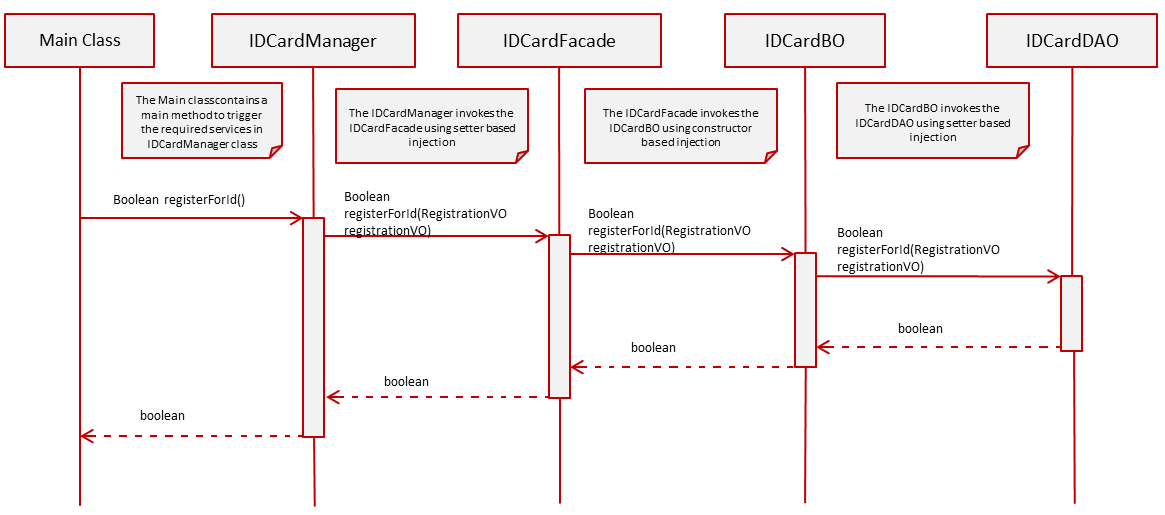 Main Class
IDCardManager
IDCardFacade
IDCardBO
IDCardDAO
The Main classcontains a
main method to trigger
the required services in
IDCardManager class
The IDCardManager invokes the
IDCardFacade using setter based
injection
The IDCardFacade invokes the
IDCardBO using constructor
based injection
The IDCardBO invokes the
IDCardDAO using setter based
injection
Boolean registerForId()
Boolean
registerForId(RegistrationVO
registrationVO)
Boolean
registerForId(RegistrationVO
registrationVO)
Boolean
registerForId(RegistrationVO
registrationVO)
boolean
boolean
boolean
boolean